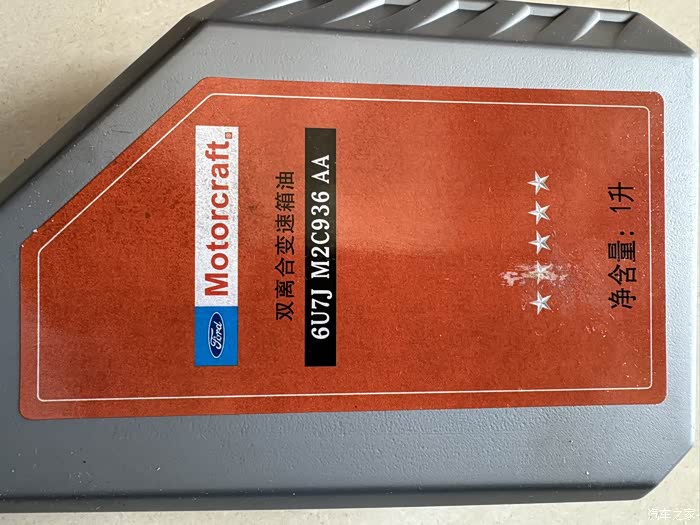 Ford Motorcraft®
双离合变速箱油
6U7J M2C936 AA
净含量：1升
汽车之家